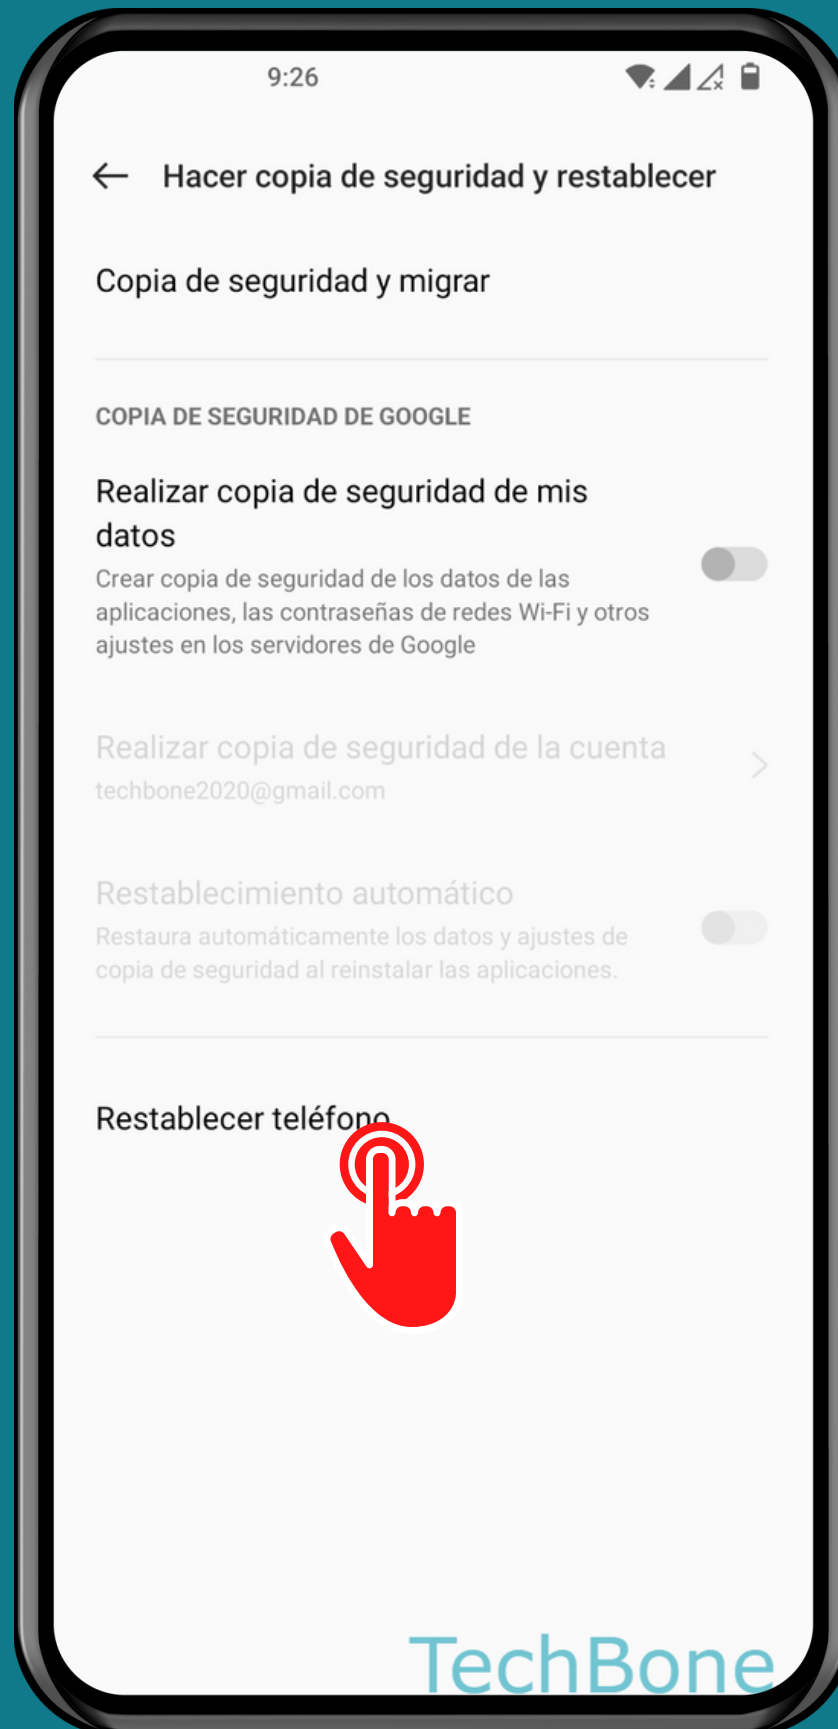 9:26
Hacer copia de seguridad y restablecer
Copia de seguridad y migrar
COPIA DE SEGURIDAD DE GOOGLE
Realizar copia de seguridad de mis
datos
Crear copia de seguridad de los datos de las
aplicaciones, las contraseñas de redes Wi-Fi y otros
ajustes en los servidores de Google
Realizar copia de seguridad de la cuenta
techbone2020@gmail.com
Restablecimiento automático
Restaura automáticamente los datos y ajustes de
copia de seguridad al reinstalar las aplicaciones.
Restablecer teléfono
TechBone